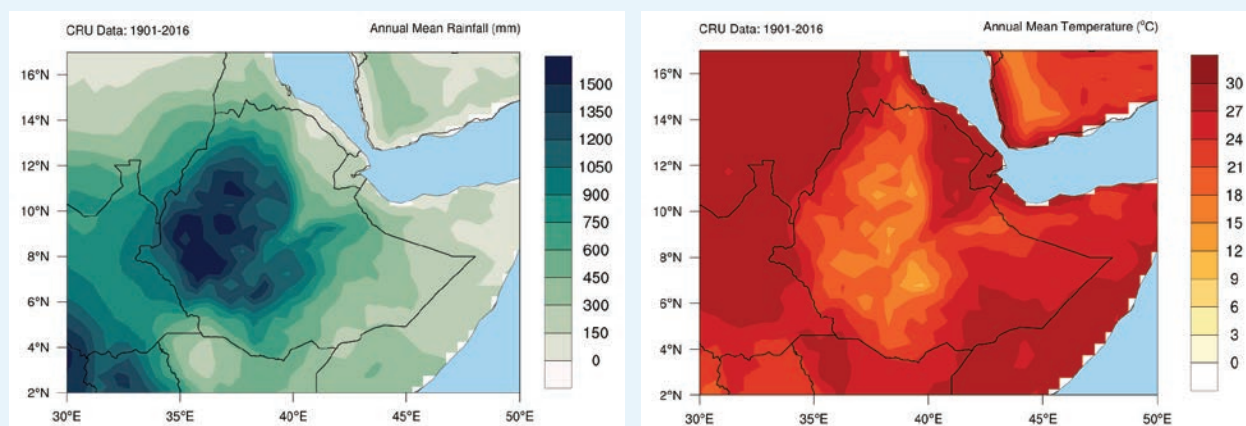 CRU Data: 1901-2016 Annual Mean Rainfall (mm)
16°N
14°N
12°N
10°N
8°N
6°N
4°N
2°N
30°E 35°E 40°E 45°E 50°E
1500
1350
1200
1050
900
750
600
450
300
150
0
CRU Data: 1901-2016 Annual Mean Temperature (°C)
16°N
14°N
12°N
10°N
8°N
6°N
4°N
2°N
30°E 35°E 40°E 45°E 50°E
30
27
24
21
18
15
12
9
6
3
0